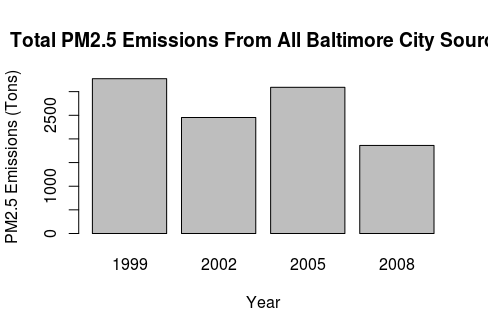 Total PM2.5 Emissions From All Baltimore City Sourc
PM2.5 Emissions (Tons)
2500
1000
0
1999 2002 2005 2008
Year